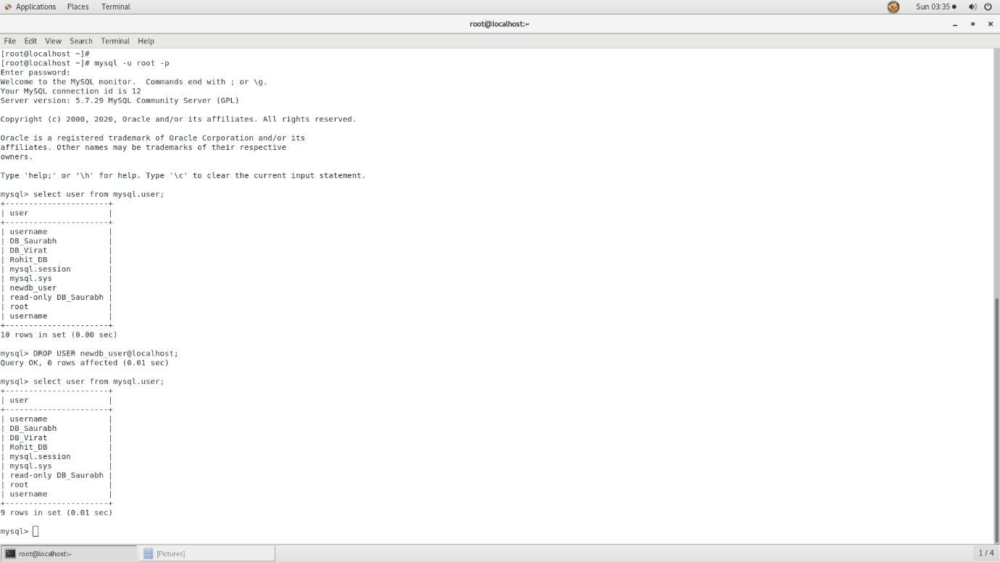 Applications Places Terminal Sun 03:35
root@localhost:~
File Edit View Search Terminal Help
[root@localhost ~]#
[root@localhost ~]# mysql -u root -p
Enter password:
Welcome to the MySQL monitor.  Commands end with ; or \g.
Your MySQL connection id is 12
Server version: 5.7.29 MySQL Community Server (GPL)
Copyright (c) 2000, 2020, Oracle and/or its affiliates. All rights reserved.
Oracle is a registered trademark of Oracle Corporation and/or its
affiliates. Other names may be trademarks of their respective
owners.
Type 'help;' or '\h' for help. Type '\c' to clear the current input statement.
mysql> select user from mysql.user;
+----------------------+
| user                 |
+----------------------+
| username             |
| DB_Saurabh           |
| DB_Virat             |
| Rohit_DB             |
| mysql.session        |
| mysql.sys            |
| newdb_user           |
| read-only DB_Saurabh |
| root                 |
| username             |
+----------------------+
10 rows in set (0.00 sec)
mysql> DROP USER newdb_user@localhost;
Query OK, 0 rows affected (0.01 sec)
mysql> select user from mysql.user;
+----------------------+
| user                 |
+----------------------+
| username             |
| DB_Saurabh           |
| DB_Virat             |
| Rohit_DB             |
| mysql.session        |
| mysql.sys            |
| read-only DB_Saurabh |
| root                 |
| username             |
+----------------------+
9 rows in set (0.01 sec)
mysql>
root@localhost:~ [Pictures] 1 / 4